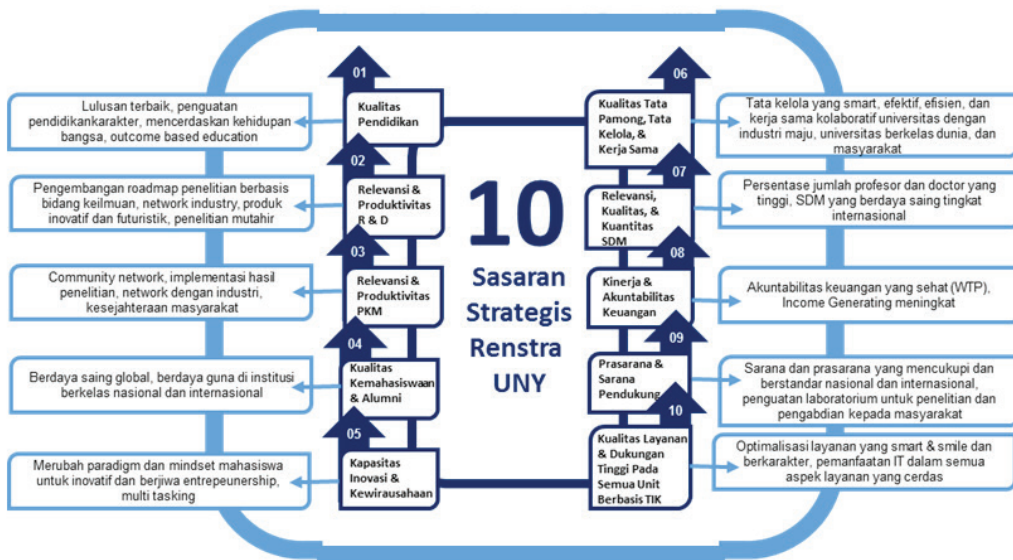 01
Kualitas
Pendidikan
Lulusan terbaik, penguatan
pendidikankarakter, mencerdaskan kehidupan
bangsa, outcome based education
02
Relevansi &
Produktivitas
R & D
Pengembangan roadmap penelitian berbasis
bidang keilmuan, network industry, produk
inovatif dan futuristik, penelitian mutahir
03
Relevansi &
Produktivitas
PKM
Community network, implementasi hasil
penelitian, network dengan industri,
kesejahteraan masyarakat
04
Kualitas
Kemahasiswaan
& Alumni
Berdaya saing global, berdaya guna di institusi
berkelas nasional dan internasional
05
Kapasitas
Inovasi &
Kewirausahaan
Merubah paradigm dan mindset mahasiswa
untuk inovatif dan berjiwa entrepeunership,
multi tasking
10
Sasaran
Strategis
Renstra
UNY
06
Kualitas Tata
Pamong, Tata
Kelola, &
Kerja Sama
Tata kelola yang smart, efektif, efisien, dan
kerja sama kolaboratif universitas dengan
industri maju, universitas berkelas dunia, dan
masyarakat
07
Relevansi,
Kualitas, &
Kuantitas
SDM
Persentase jumlah profesor dan doctor yang
tinggi, SDM yang berdaya saing tingkat
internasional
08
Kinerja &
Akuntabilitas
Keuangan
Akuntabilitas keuangan yang sehat (WTP),
Income Generating meningkat
09
Prasarana &
Sarana
Pendukung
Sarana dan prasarana yang mencukupi dan
berstandar nasional dan internasional,
penguatan laboratorium untuk penelitian dan
pengabdian kepada masyarakat
10
Kualitas Layanan
& Dukungan
Tinggi Pada
Semua Unit
Berbasis TIK
Optimalisasi layanan yang smart & smile dan
berkarakter, pemanfaatan IT dalam semua
aspek layanan yang cerdas